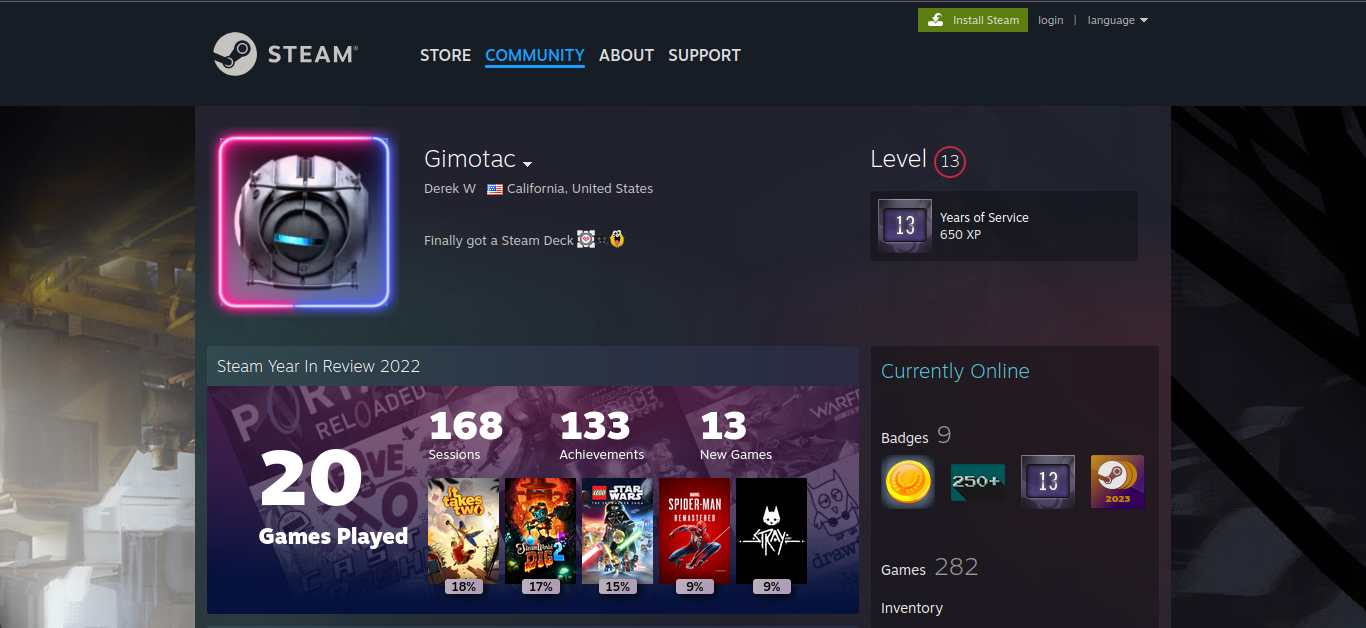 Install Steam login | language
STEAM®
STORE COMMUNITY ABOUT SUPPORT
Gimotac
Derek W California, United States
Finally got a Steam Deck
Level 13
13
Years of Service
650 XP
Steam Year In Review 2022
RELOADED
20
Games Played
168
Sessions
133
Achievements
13
New Games
It takes two
SteamWorld DIG 2
LEGO STAR WARS
MARVEL
SPIDER-MAN
REMASTERED
STRAY
18%
17%
15%
9%
9%
Currently Online
Badges 9
250+
13
2023
Games 282
Inventory